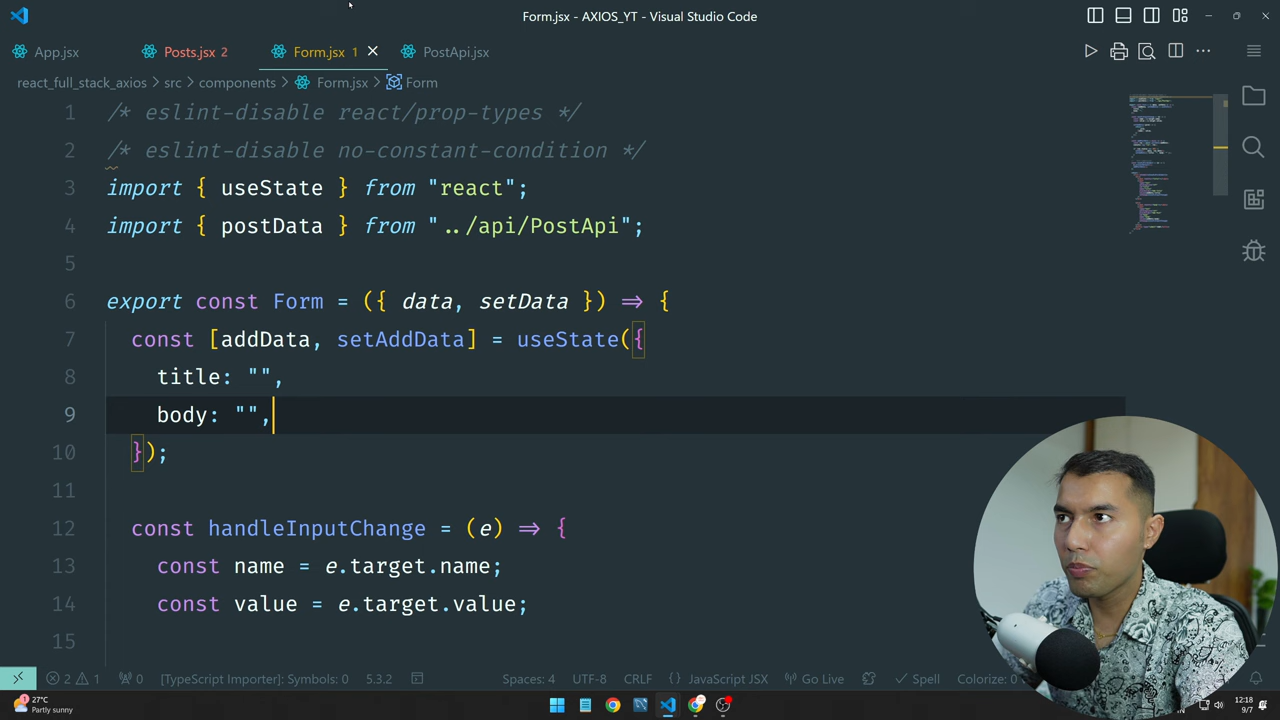 Form.jsx - AXIOS_YT - Visual Studio Code
App.jsx
Posts.jsx 2
Form.jsx 1
PostApi.jsx
react_full_stack_axios > src > components > Form.jsx > Form
1 /* eslint-disable react/prop-types */
2 /* eslint-disable no-constant-condition */
3 import { useState } from "react";
4 import { postData } from "../api/PostApi";
5
6 export const Form = ({ data, setData }) => {
7 const [addData, setAddData] = useState({
8 title: "",
9 body: "",
10 });
11
12 const handleInputChange = (e) => {
13 const name = e.target.name;
14 const value = e.target.value;
15
2 1 0 [TypeScript Importer]: Symbols: 0 5.3.2 Spaces: 4 UTF-8 CRLF {} JavaScript JSX Go Live Spell Colorize: 0
27°C
Partly sunny
12:18
9/7